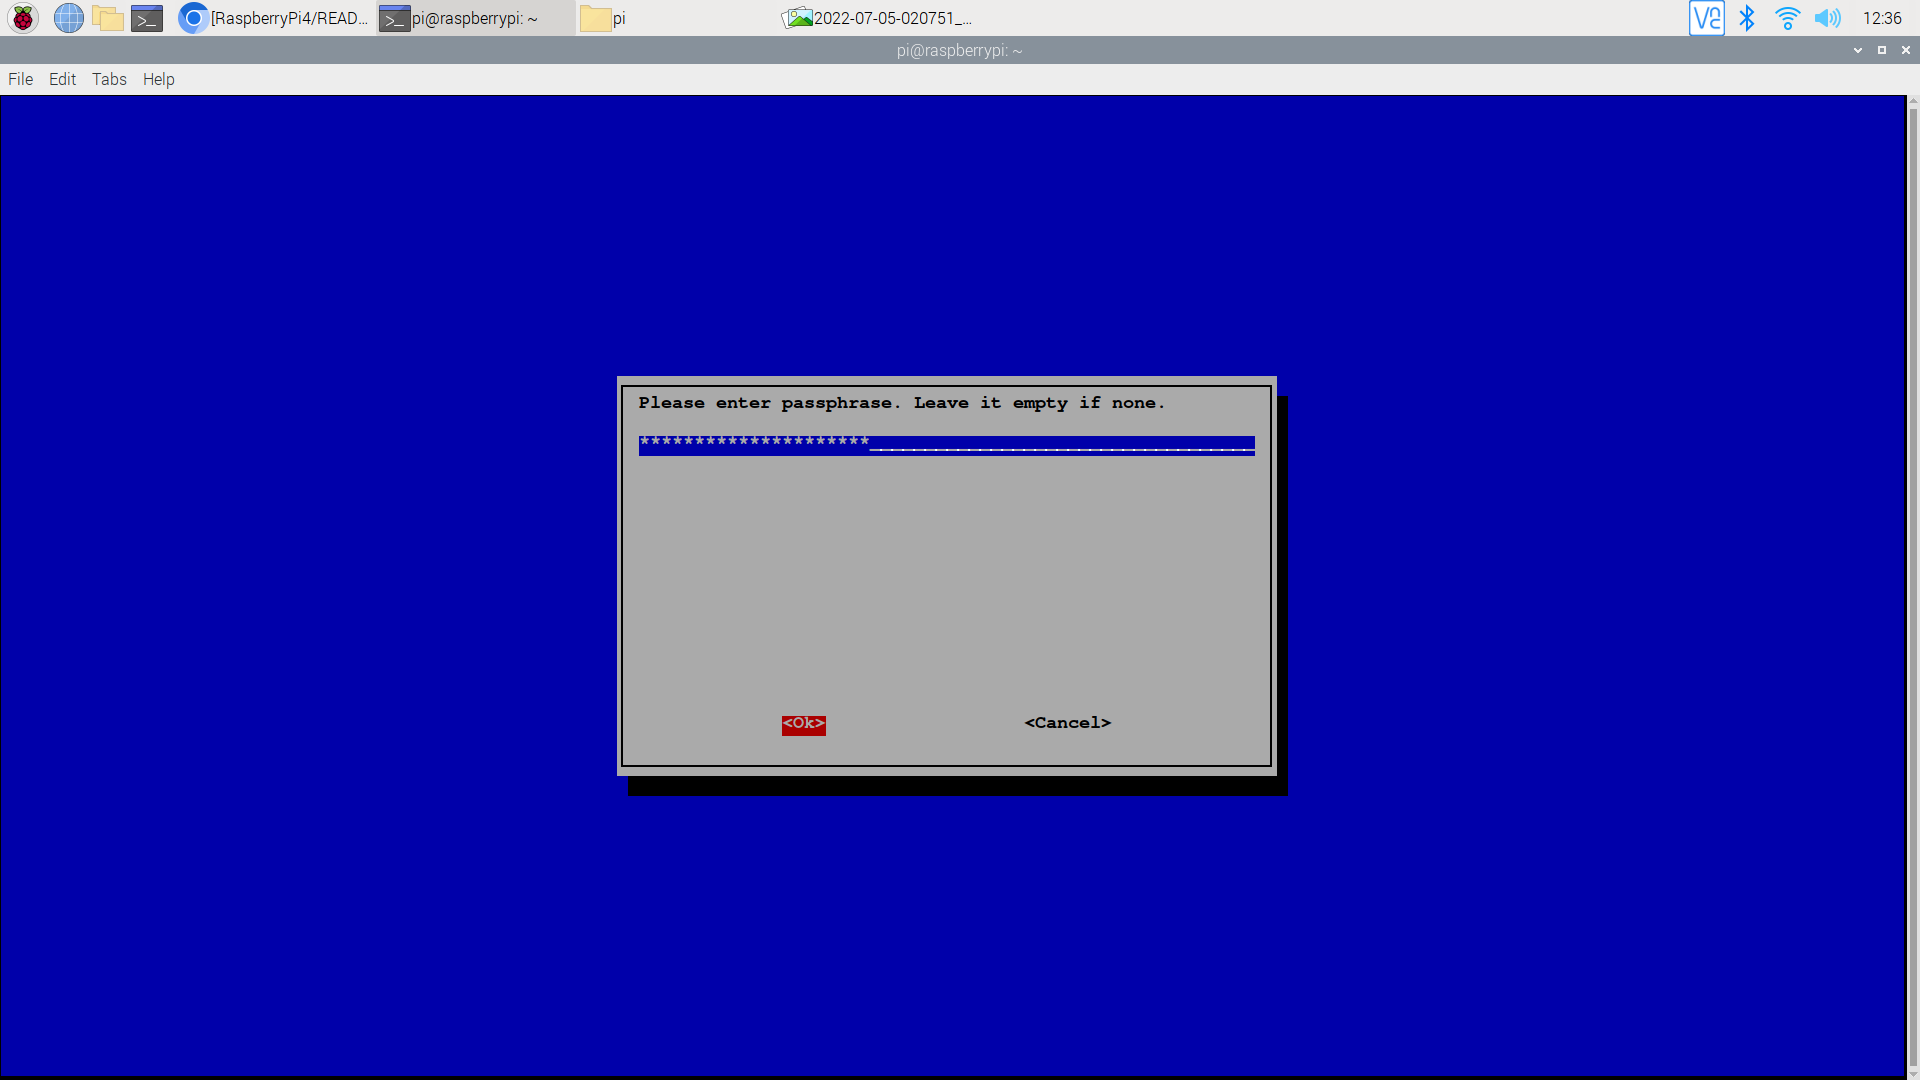 [RaspberryPi4/READ...
pi@raspberrypi: ~
pi
2022-07-05-020751_...
12:36
pi@raspberrypi: ~
File Edit Tabs Help
Please enter passphrase. Leave it empty if none.
*********************
<Ok> <Cancel>